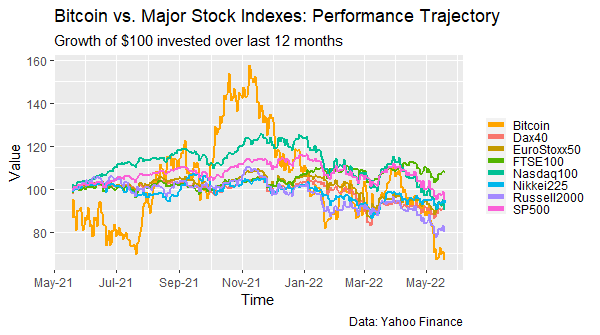 Bitcoin vs. Major Stock Indexes: Performance Trajectory
Growth of $100 invested over last 12 months
160
140
120
100
80
Value
May-21 Jul-21 Sep-21 Nov-21 Jan-22 Mar-22 May-22
Time
Bitcoin
Dax40
EuroStoxx50
FTSE100
Nasdaq100
Nikkei225
Russell2000
SP500
Data: Yahoo Finance